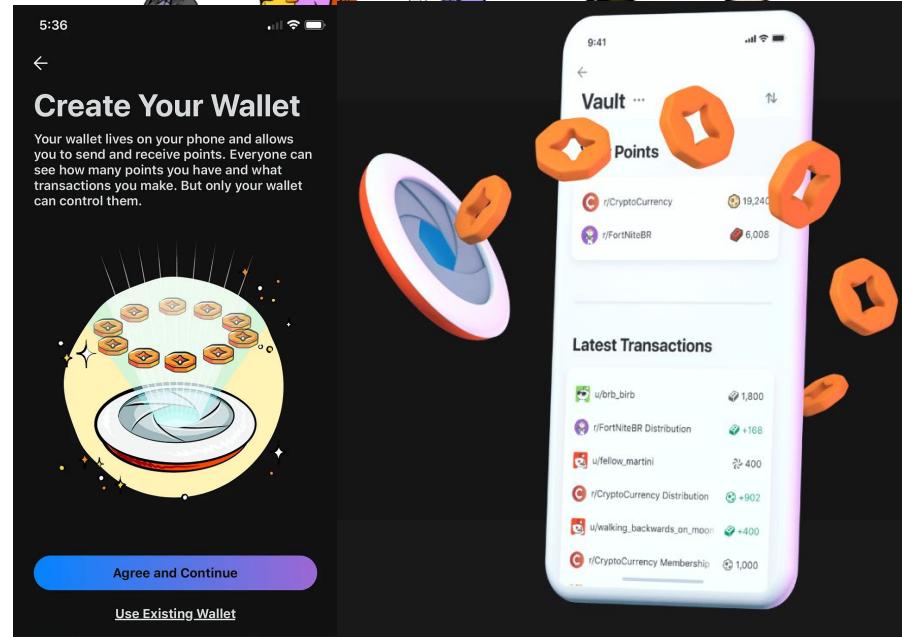 5:36
Create Your Wallet
Your wallet lives on your phone and allows
you to send and receive points. Everyone can
see how many points you have and what
transactions you make. But only your wallet
can control them.
Agree and Continue
Use Existing Wallet
9:41
Vault ...
Points
r/CryptoCurrency 19,240
r/FortNiteBR 6,008
Latest Transactions
u/brb_birb 1,800
r/FortNiteBR Distribution +168
u/fellow_martini 400
r/CryptoCurrency Distribution +902
u/walking_backwards_on_moon +400
r/CryptoCurrency Membership 1,000